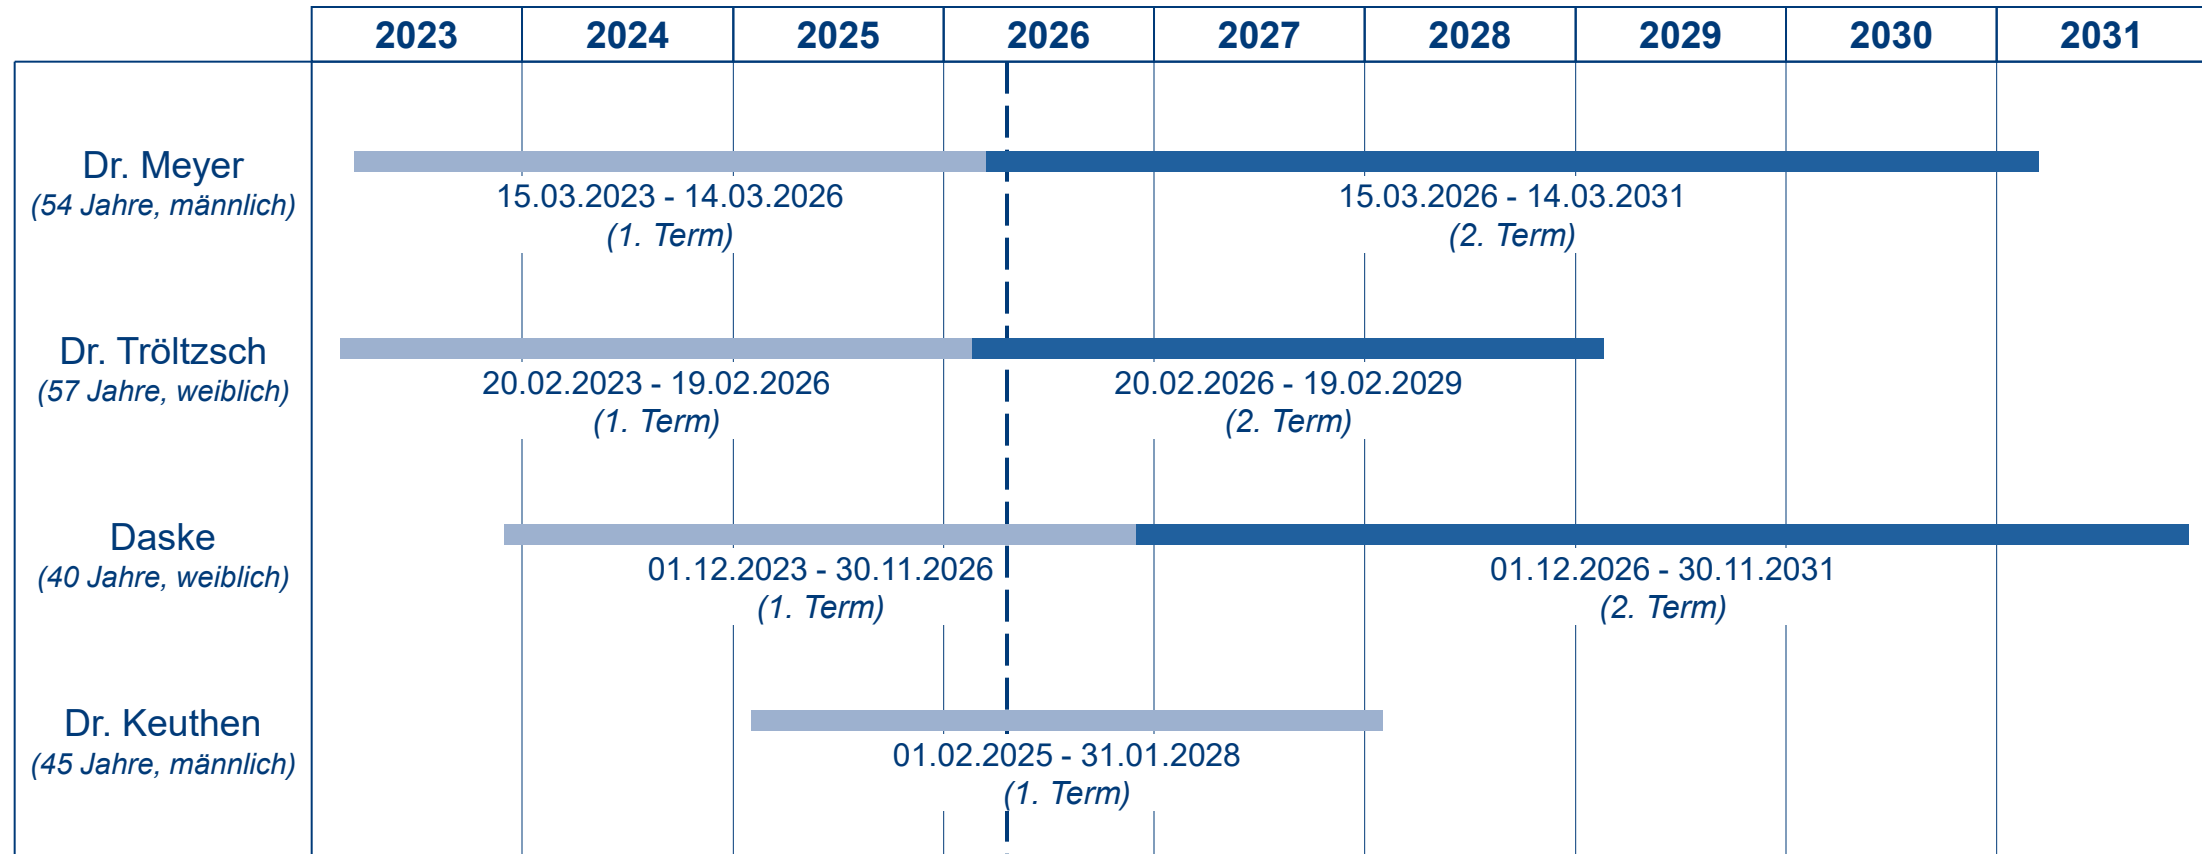 2023 2024 2025 2026 2027 2028 2029 2030 2031
Dr. Meyer
(54 Jahre, männlich)
15.03.2023 - 14.03.2026
(1. Term)
15.03.2026 - 14.03.2031
(2. Term)
Dr. Tröltzsch
(57 Jahre, weiblich)
20.02.2023 - 19.02.2026
(1. Term)
20.02.2026 - 19.02.2029
(2. Term)
Daske
(40 Jahre, weiblich)
01.12.2023 - 30.11.2026
(1. Term)
01.12.2026 - 30.11.2031
(2. Term)
Dr. Keuthen
(45 Jahre, männlich)
01.02.2025 - 31.01.2028
(1. Term)